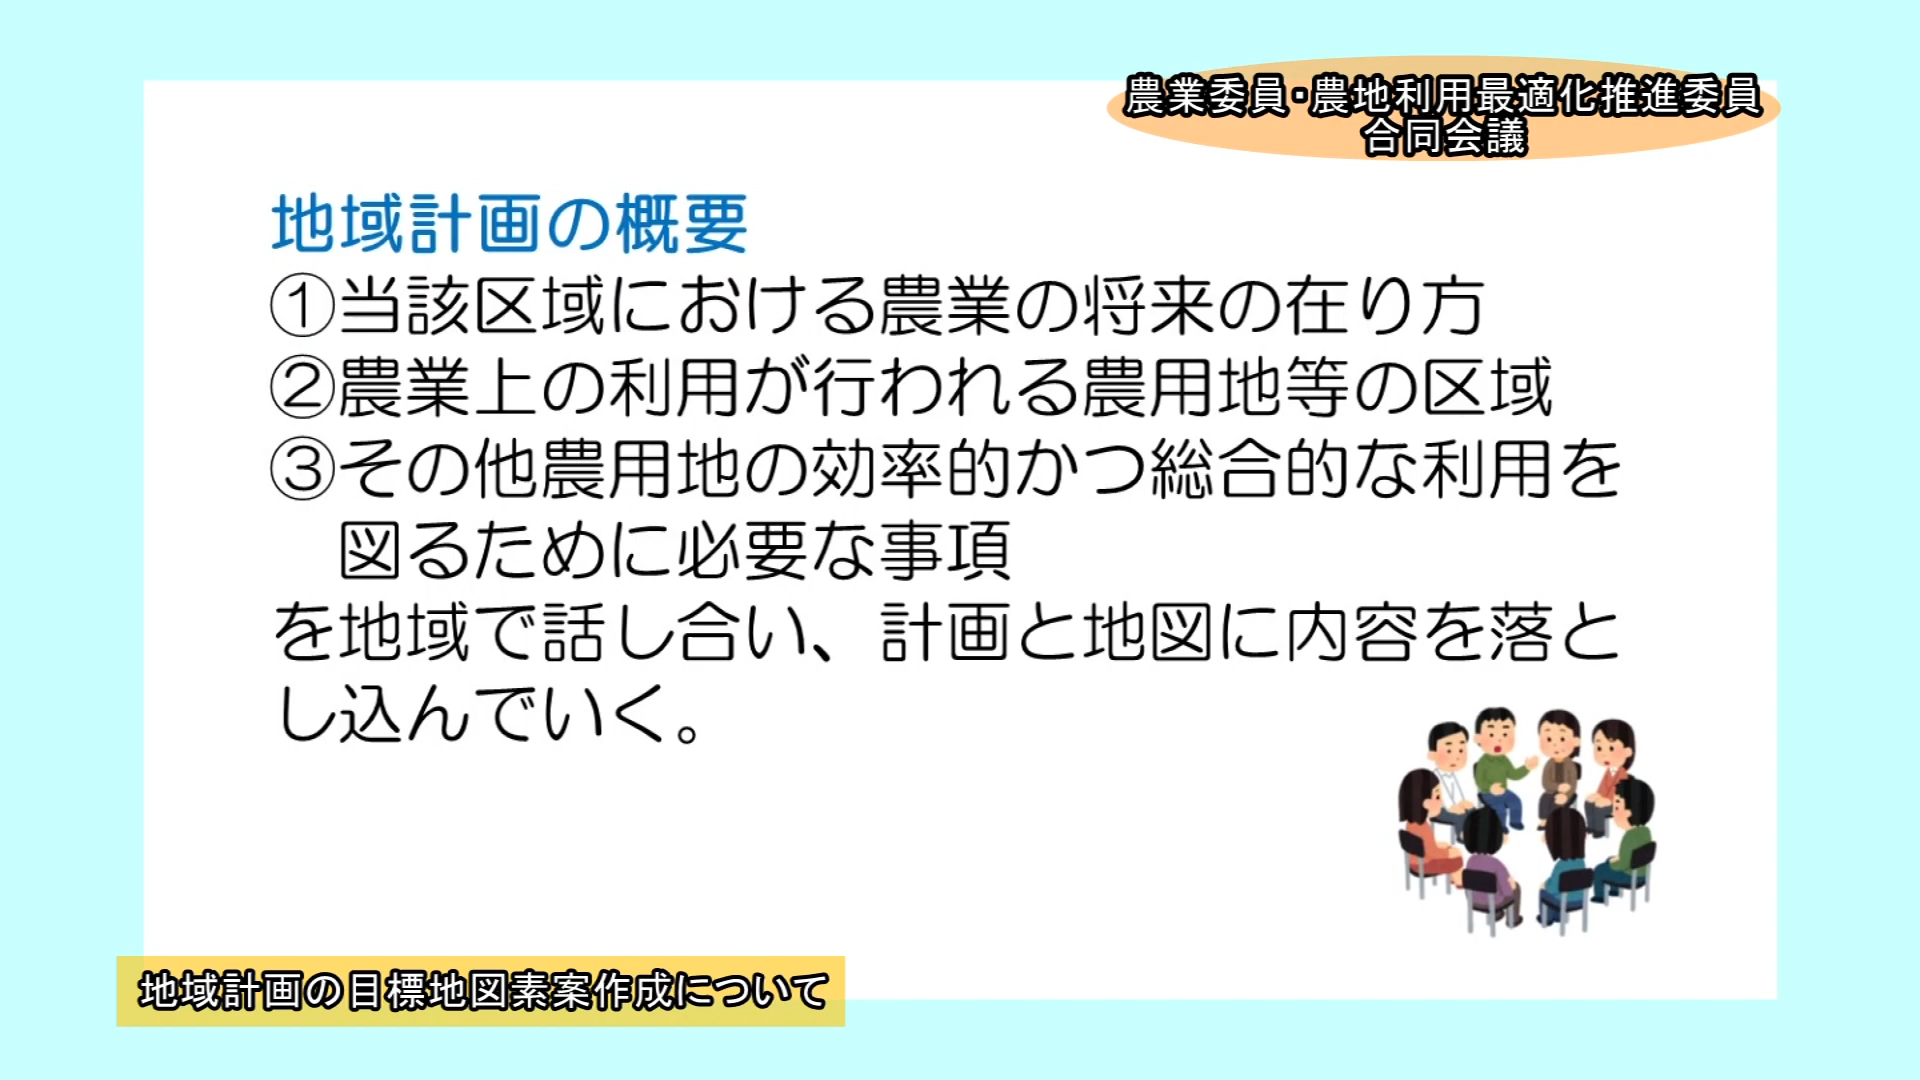 農業委員・農地利用最適化推進委員
合同会議
地域計画の概要
①当該区域における農業の将来の在り方
②農業上の利用が行われる農用地等の区域
③その他農用地の効率的かつ総合的な利用を
図るために必要な事項
を地域で話し合い、計画と地図に内容を落と
し込んでいく。
地域計画の目標地図素案作成について